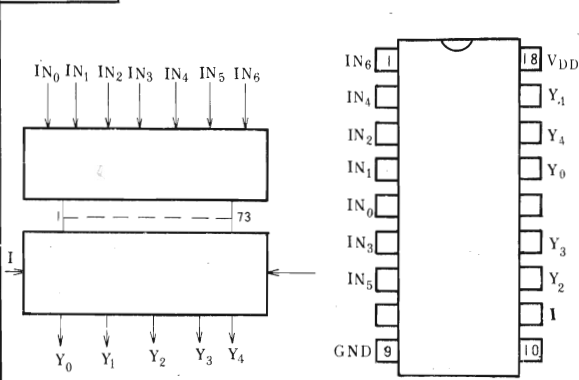 IN₀ IN₁ IN₂ IN₃ IN₄ IN₅ IN₆
1 73
I
Y₀ Y₁ Y₂ Y₃ Y₄
IN₆ 1 18 V_DD
IN₄ Y₁
IN₂ Y₄
IN₁ Y₀
IN₀
IN₃ Y₃
IN₅ Y₂
I
GND 9 10